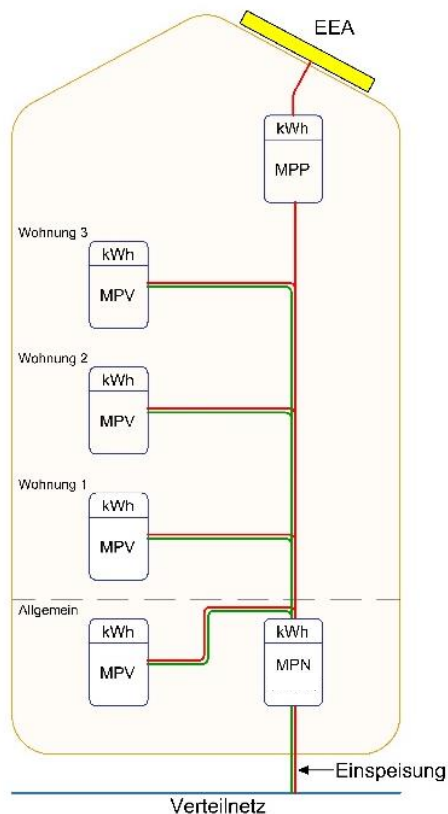 EEA
kWh
MPP
Wohnung 3
kWh
MPV
Wohnung 2
kWh
MPV
Wohnung 1
kWh
MPV
Allgemein
kWh
MPV
kWh
MPN
Einspeisung
Verteilnetz